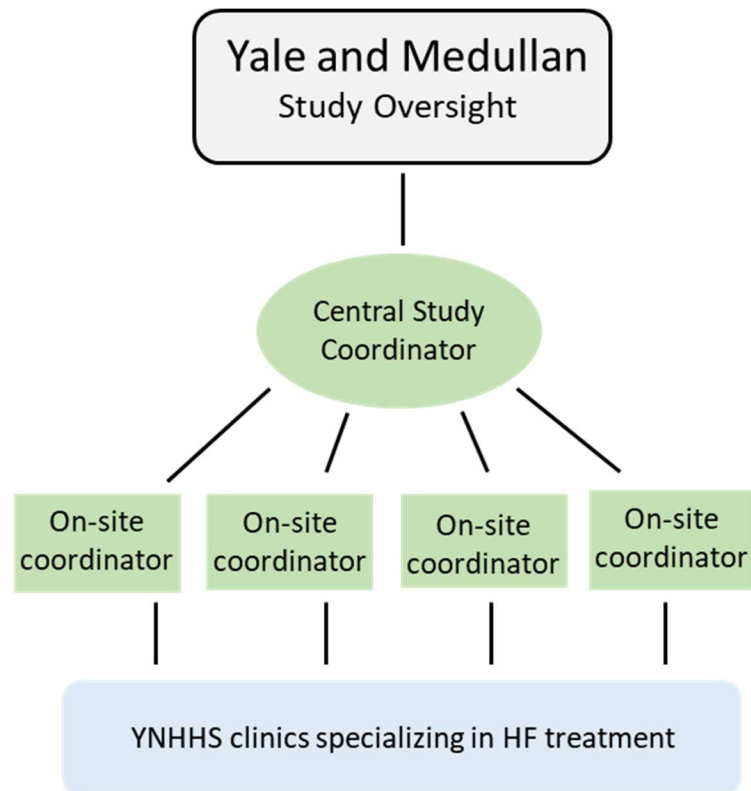 Yale and Medullan
Study Oversight
Central Study
Coordinator
On-site
coordinator
On-site
coordinator
On-site
coordinator
On-site
coordinator
YNHHS clinics specializing in HF treatment